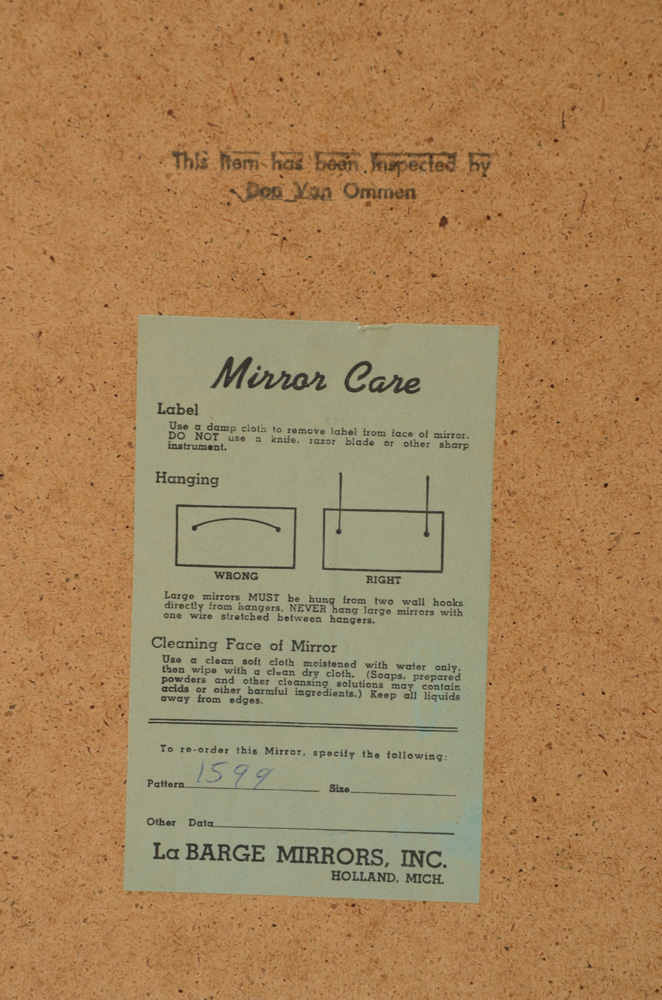 This Item has been Inspected by
Don Van Ommen
Mirror Care
Label
Use a damp cloth to remove label from face of mirror.
DO NOT use a knife, razor blade or other sharp
instrument.
Hanging
WRONG
RIGHT
Large mirrors MUST be hung from two wall hooks
directly from hangers, NEVER hang large mirrors with
one wire stretched between hangers.
Cleaning Face of Mirror
Use a clean soft cloth moistened with water only,
then wipe with a clean dry cloth. (Soaps, prepared
powders and other cleansing solutions may contain
acids or other harmful ingredients.) Keep all liquids
away from edges.
To re-order this Mirror, specify the following:
Pattern 1599 Size
Other Data
La BARGE MIRRORS, INC.
HOLLAND, MICH.